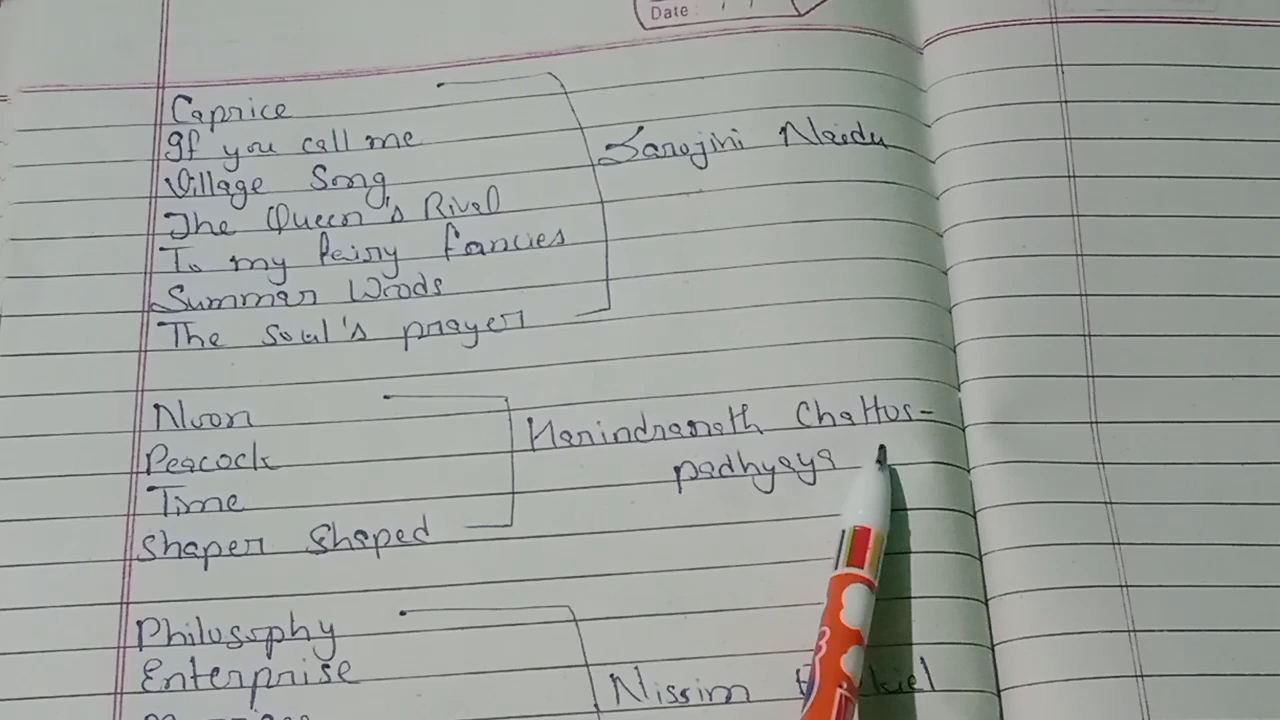 Date :
Caprice
If you call me
Village Song
The Queen's Rival
To my fairy fancies
Summer Woods
The Soul's prayer
Sarojini Naidu
Noon
Peacock
Time
Shaper Shaped
Harindranath Chattos-
padhyaya
Philosophy
Enterprise
Nissim